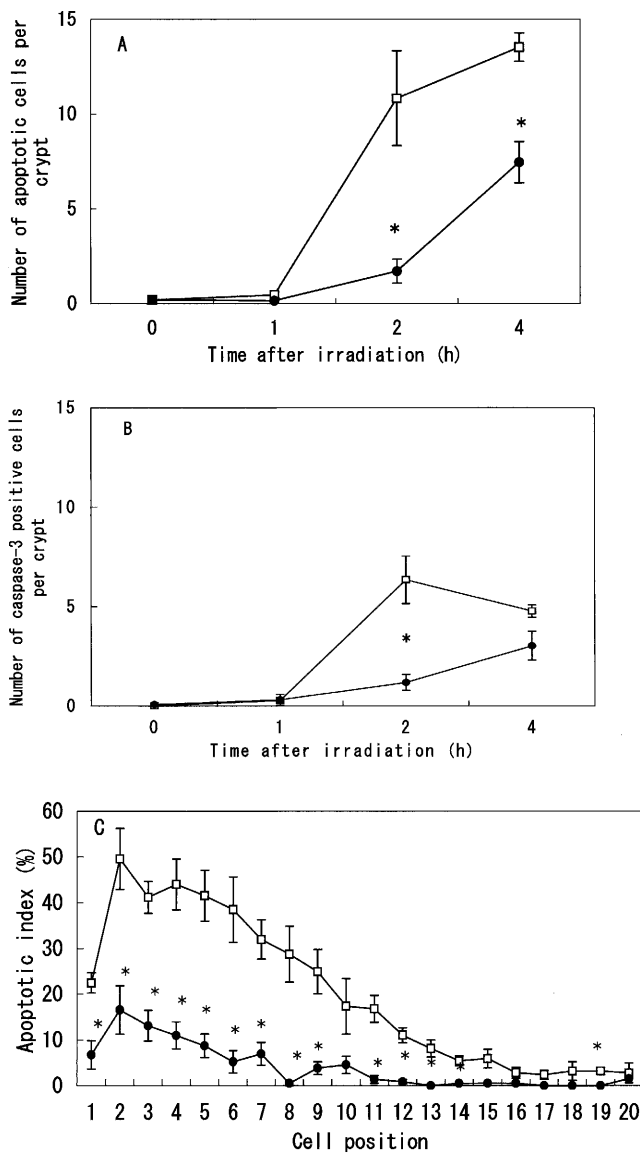 A
Number of apoptotic cells per
crypt
15
10
5
0
*
*
0 1 2 4
Time after irradiation (h)
B
Number of caspase-3 positive cells
per crypt
15
10
5
0
*
0 1 2 4
Time after irradiation (h)
C
Apoptotic index (%)
60
50
40
30
20
10
0
* * * * * * * * * * * * * *
1 2 3 4 5 6 7 8 9 10 11 12 13 14 15 16 17 18 19 20
Cell position